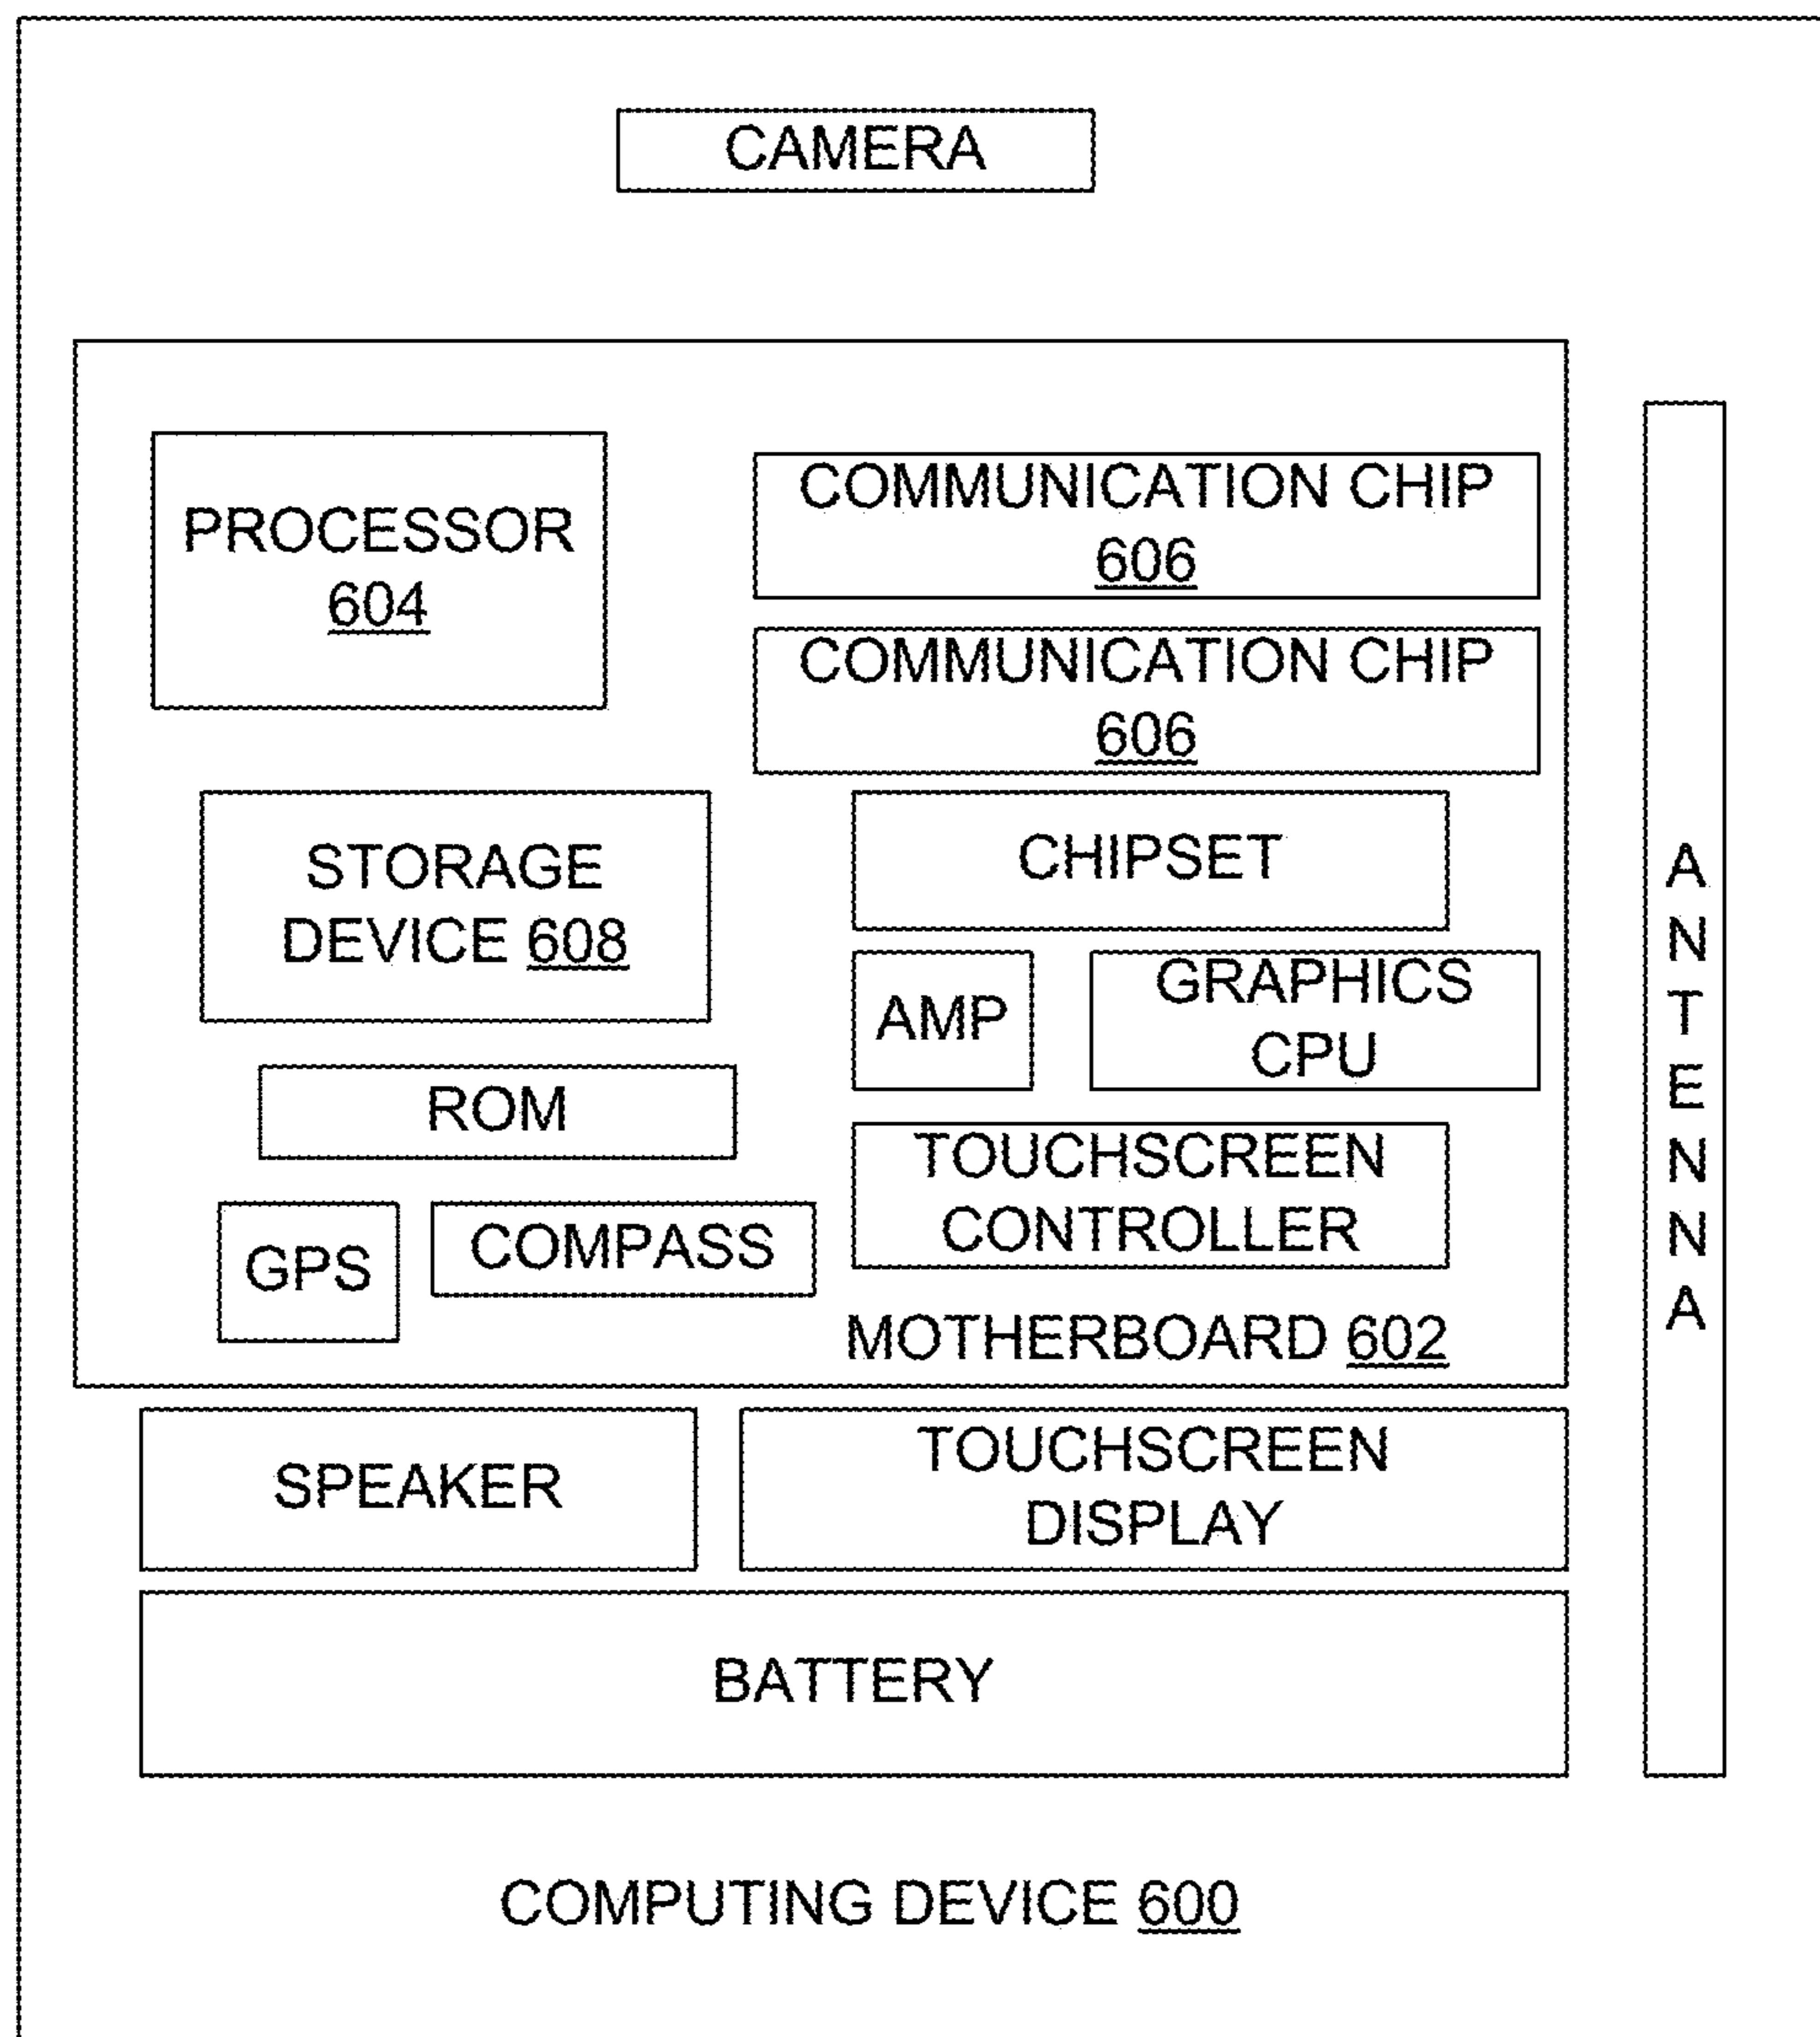 CAMERA
PROCESSOR
604
COMMUNICATION CHIP
606
COMMUNICATION CHIP
606
STORAGE
DEVICE 608
CHIPSET
AMP
GRAPHICS
CPU
ROM
TOUCHSCREEN
CONTROLLER
GPS
COMPASS
MOTHERBOARD 602
ANTENNA
SPEAKER
TOUCHSCREEN
DISPLAY
BATTERY
COMPUTING DEVICE 600